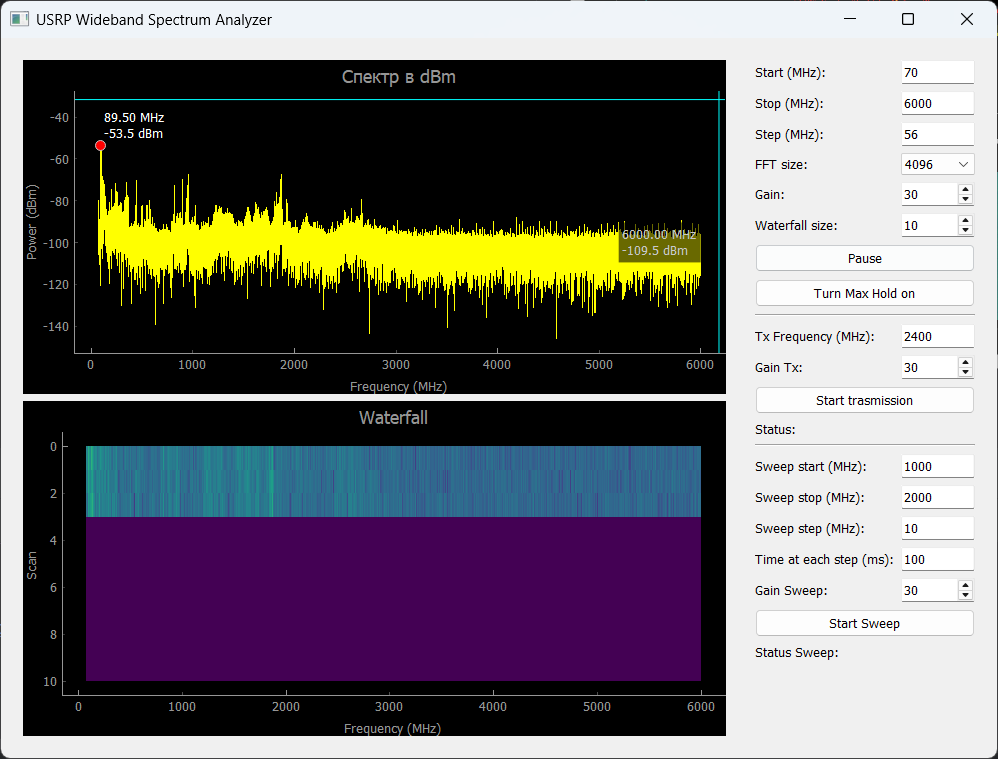 USRP Wideband Spectrum Analyzer
Спектр в dBm
89.50 MHz
-53.5 dBm
6000.00 MHz
-109.5 dBm
Power (dBm)
-40
-60
-80
-100
-120
-140
0 1000 2000 3000 4000 5000 6000
Frequency (MHz)
Waterfall
Scan
0
2
4
6
8
10
0 1000 2000 3000 4000 5000 6000
Frequency (MHz)
Start (MHz): 70
Stop (MHz): 6000
Step (MHz): 56
FFT size: 4096
Gain: 30
Waterfall size: 10
Pause
Turn Max Hold on
Tx Frequency (MHz): 2400
Gain Tx: 30
Start trasmission
Status:
Sweep start (MHz): 1000
Sweep stop (MHz): 2000
Sweep step (MHz): 10
Time at each step (ms): 100
Gain Sweep: 30
Start Sweep
Status Sweep: